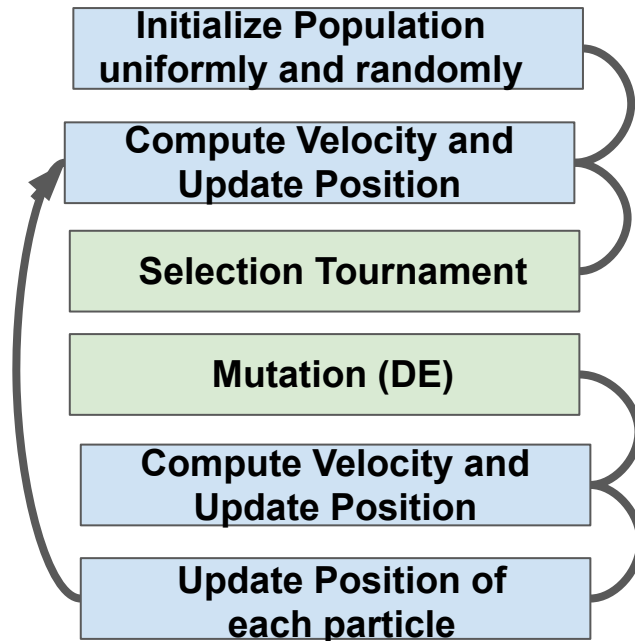 Initialize Population
uniformly and randomly
Compute Velocity and
Update Position
Selection Tournament
Mutation (DE)
Compute Velocity and
Update Position
Update Position of
each particle